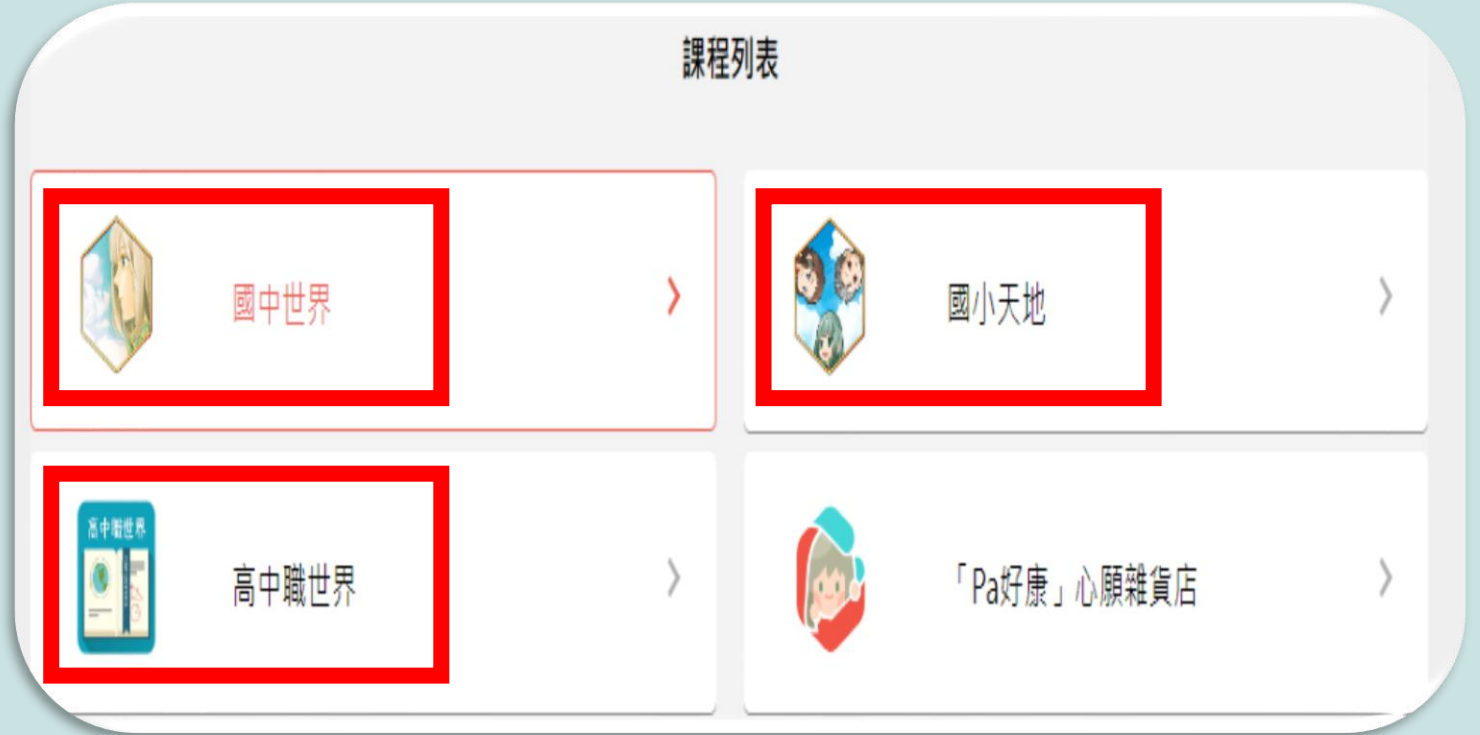 課程列表
國中世界
國小天地
高中職世界
高中職世界
「Pa好康」心願雜貨店